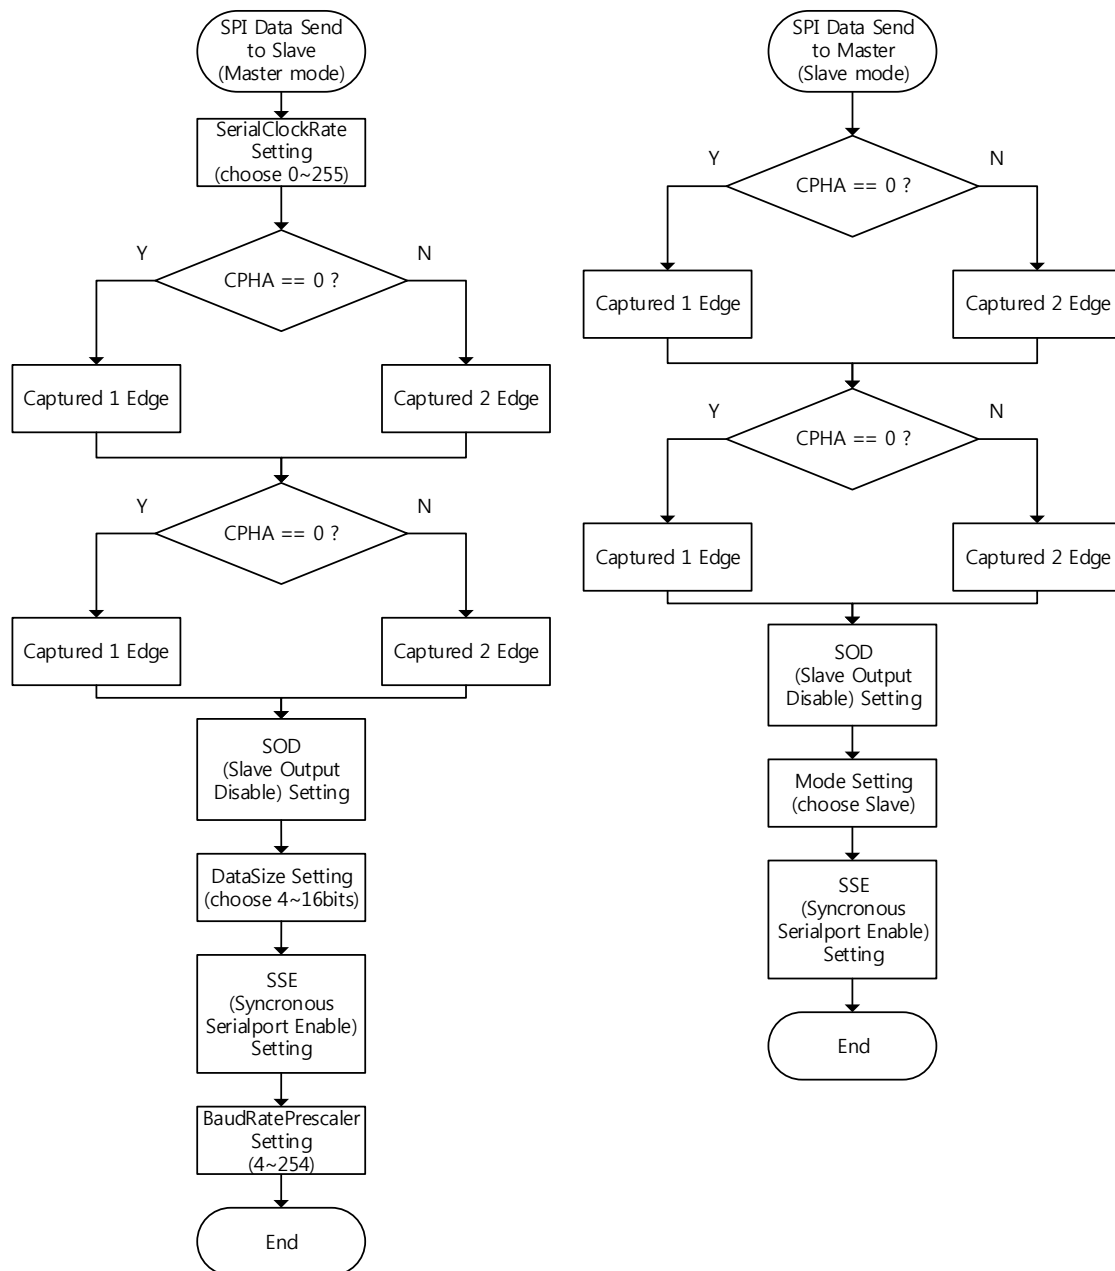 SPI Data Send
to Slave
(Master mode)
SerialClockRate
Setting
(choose 0~255)
CPHA == 0 ?
Y
N
Captured 1 Edge
Captured 2 Edge
CPHA == 0 ?
Y
N
Captured 1 Edge
Captured 2 Edge
SOD
(Slave Output
Disable) Setting
DataSize Setting
(choose 4~16bits)
SSE
(Syncronous
Serialport Enable)
Setting
BaudRatePrescaler
Setting
(4~254)
End
SPI Data Send
to Master
(Slave mode)
CPHA == 0 ?
Y
N
Captured 1 Edge
Captured 2 Edge
CPHA == 0 ?
Y
N
Captured 1 Edge
Captured 2 Edge
SOD
(Slave Output
Disable) Setting
Mode Setting
(choose Slave)
SSE
(Syncronous
Serialport Enable)
Setting
End